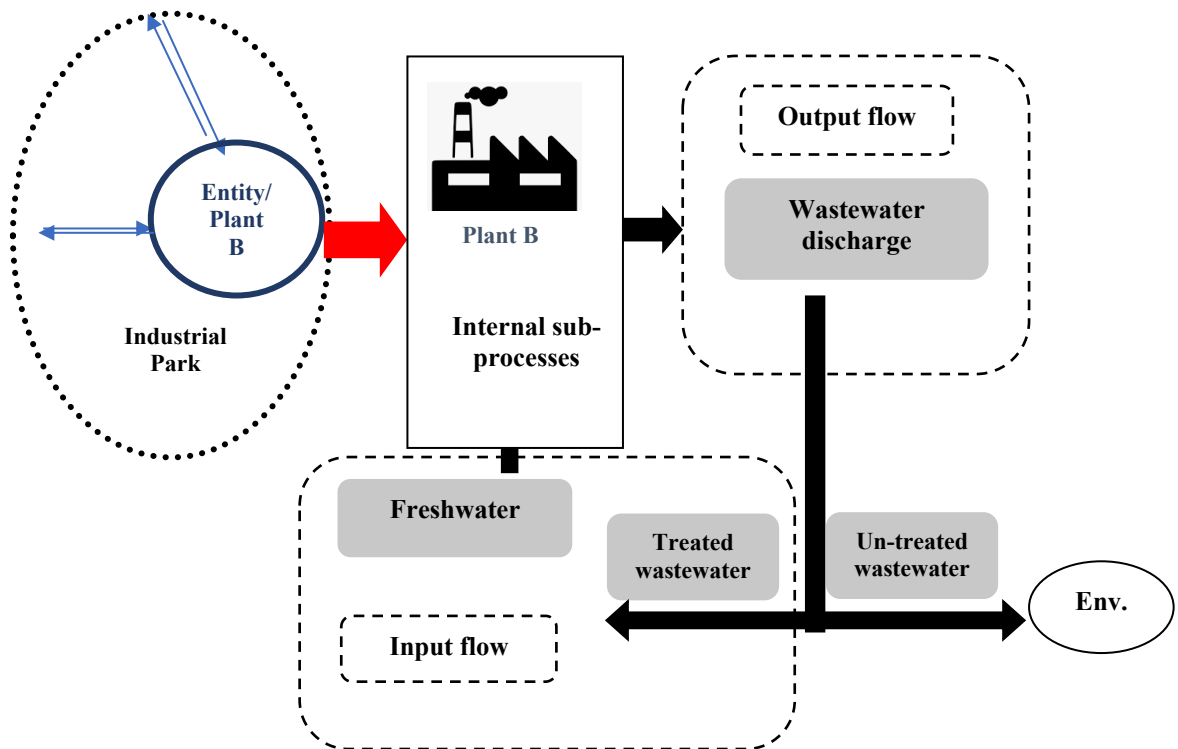 Entity/
Plant
B
Industrial
Park
Plant B
Internal sub-
processes
Output flow
Wastewater
discharge
Freshwater
Input flow
Treated
wastewater
Un-treated
wastewater
Env.